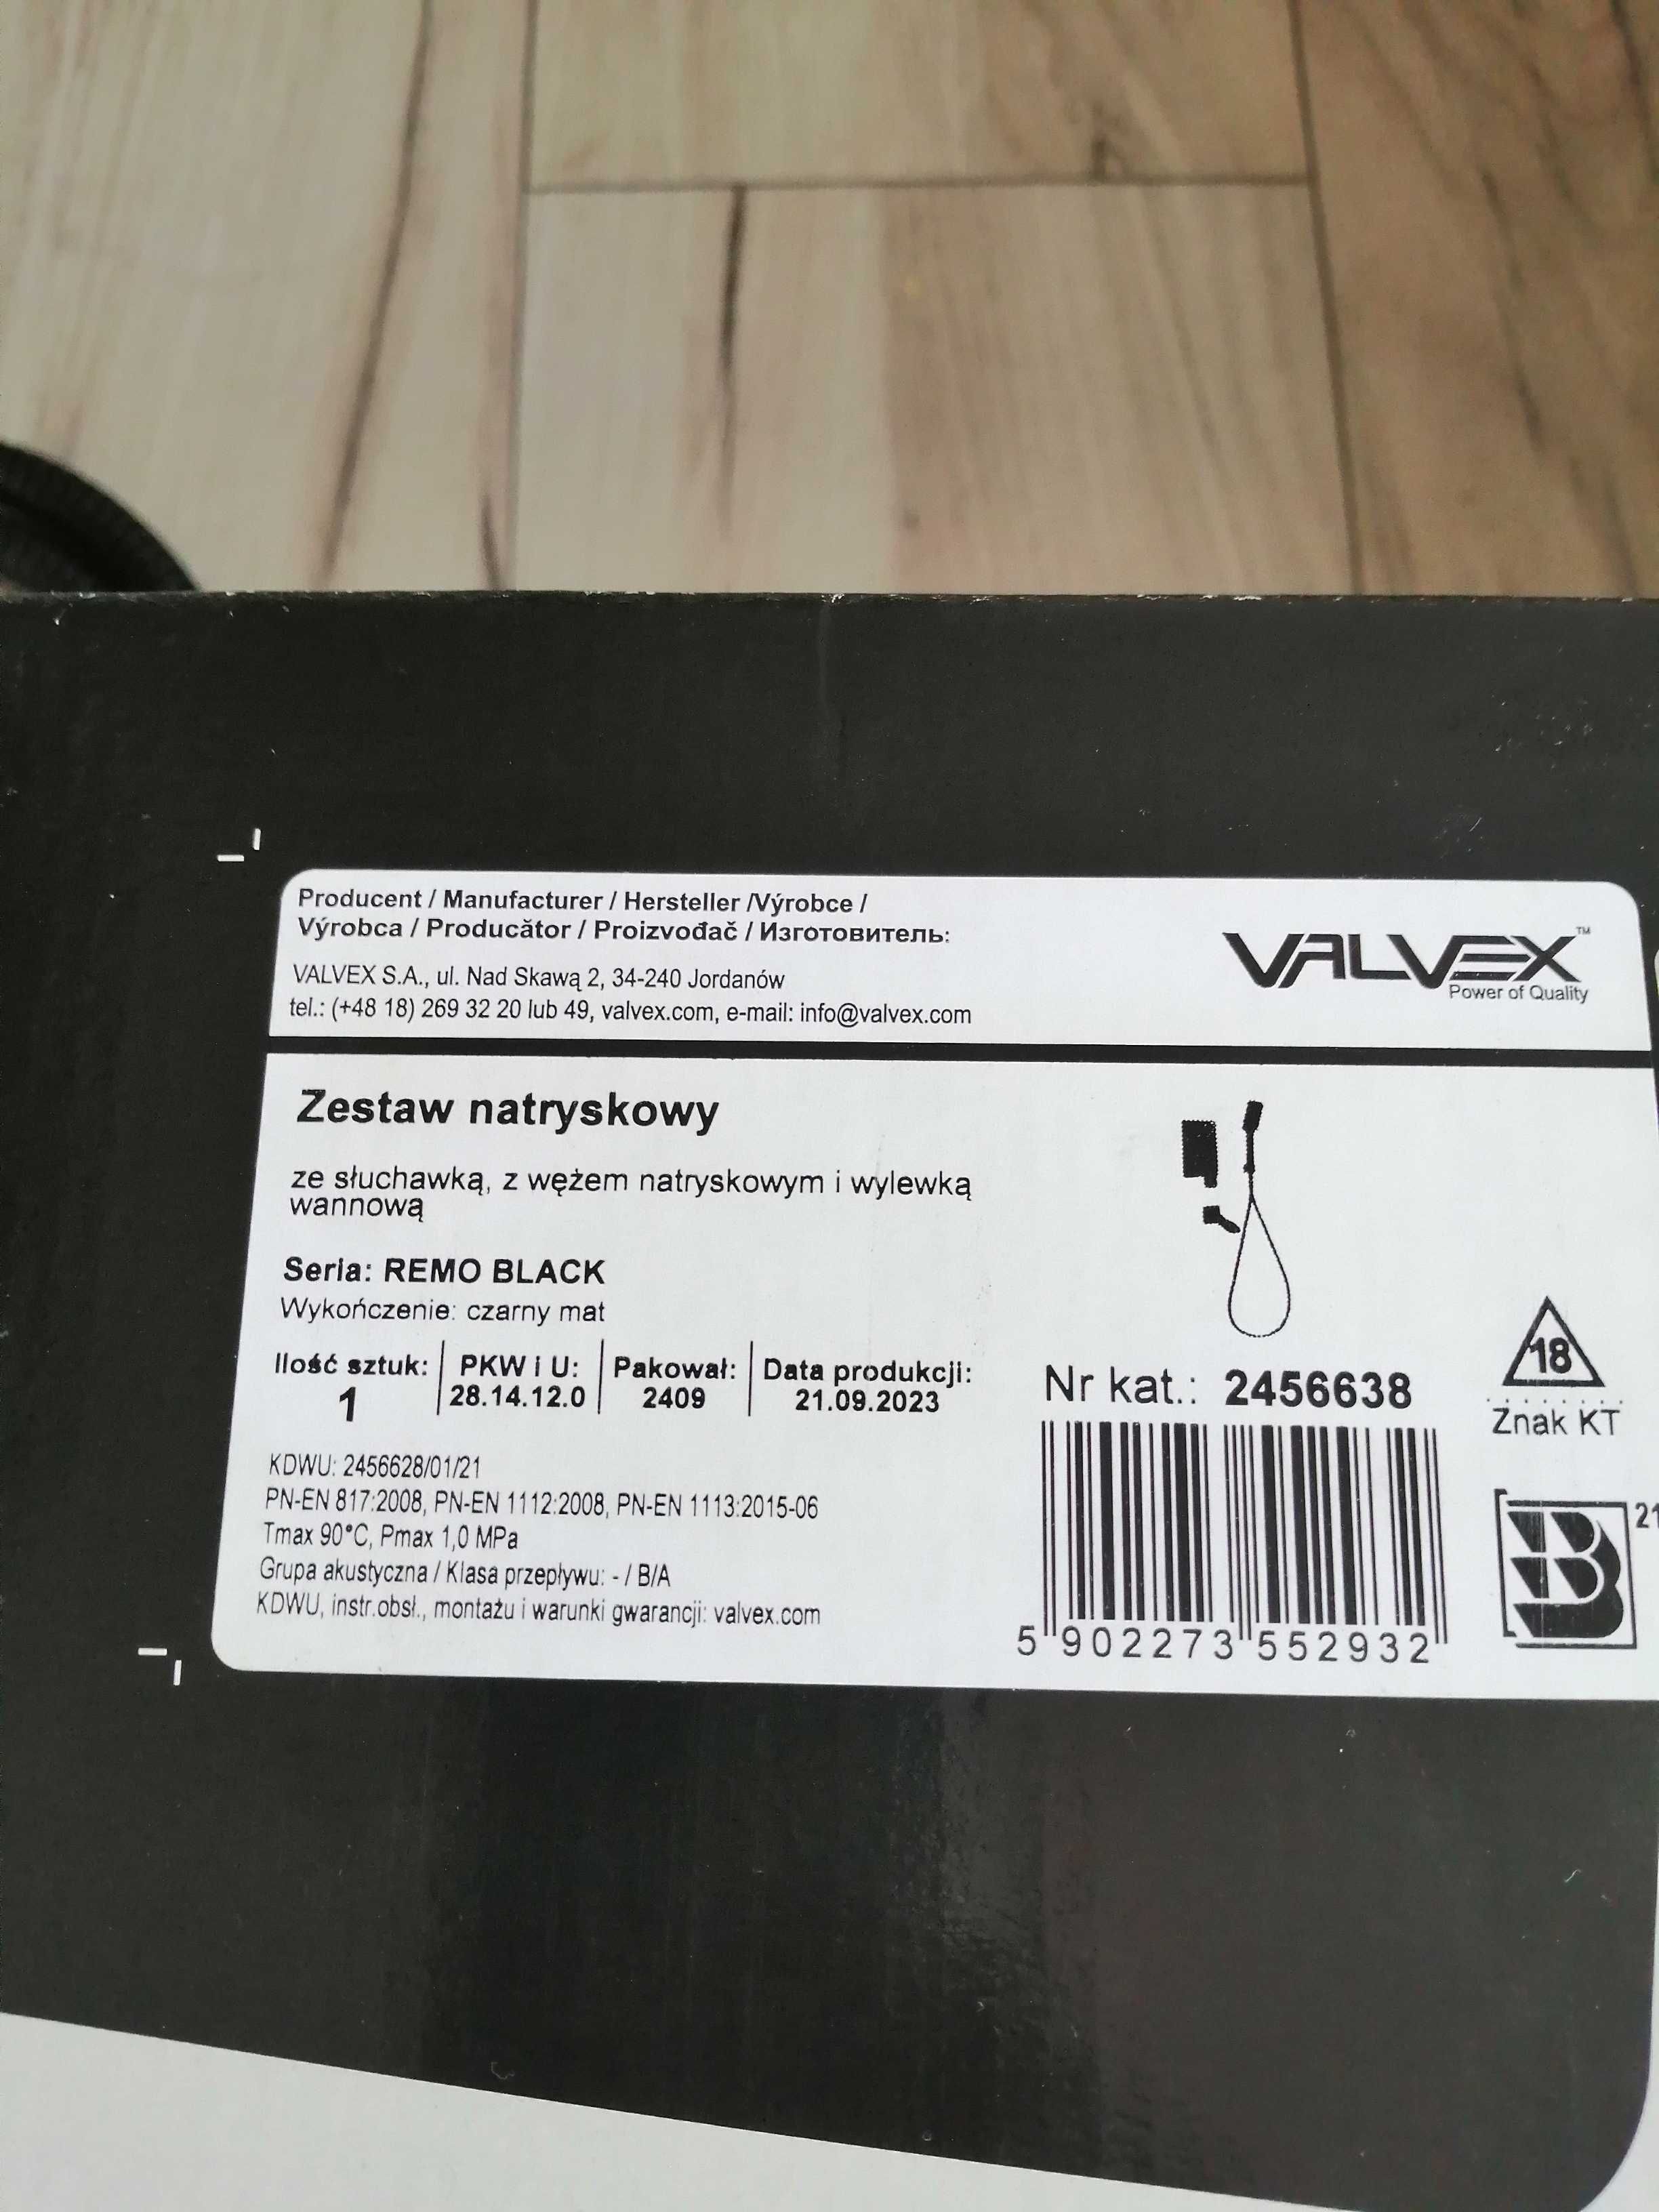 Producent / Manufacturer / Hersteller /Výrobce /
Výrobca / Producător / Proizvođač / Изготовитель:
VALVEX S.A., ul. Nad Skawą 2, 34-240 Jordanów
tel.: (+48 18) 269 32 20 lub 49, valvex.com, e-mail: info@valvex.com
VALVEX™
Power of Quality
Zestaw natryskowy
ze słuchawką, z wężem natryskowym i wylewką
wannową
Seria: REMO BLACK
Wykończenie: czarny mat
Ilość sztuk: PKW i U: Pakował: Data produkcji:
1 28.14.12.0 2409 21.09.2023
KDWU: 2456628/01/21
PN-EN 817:2008, PN-EN 1112:2008, PN-EN 1113:2015-06
Tmax 90°C, Pmax 1,0 MPa
Grupa akustyczna / Klasa przepływu: - / B/A
KDWU, instr.obsł., montażu i warunki gwarancji: valvex.com
Nr kat.: 2456638
5 902273 552932
18
Znak KT
B
21